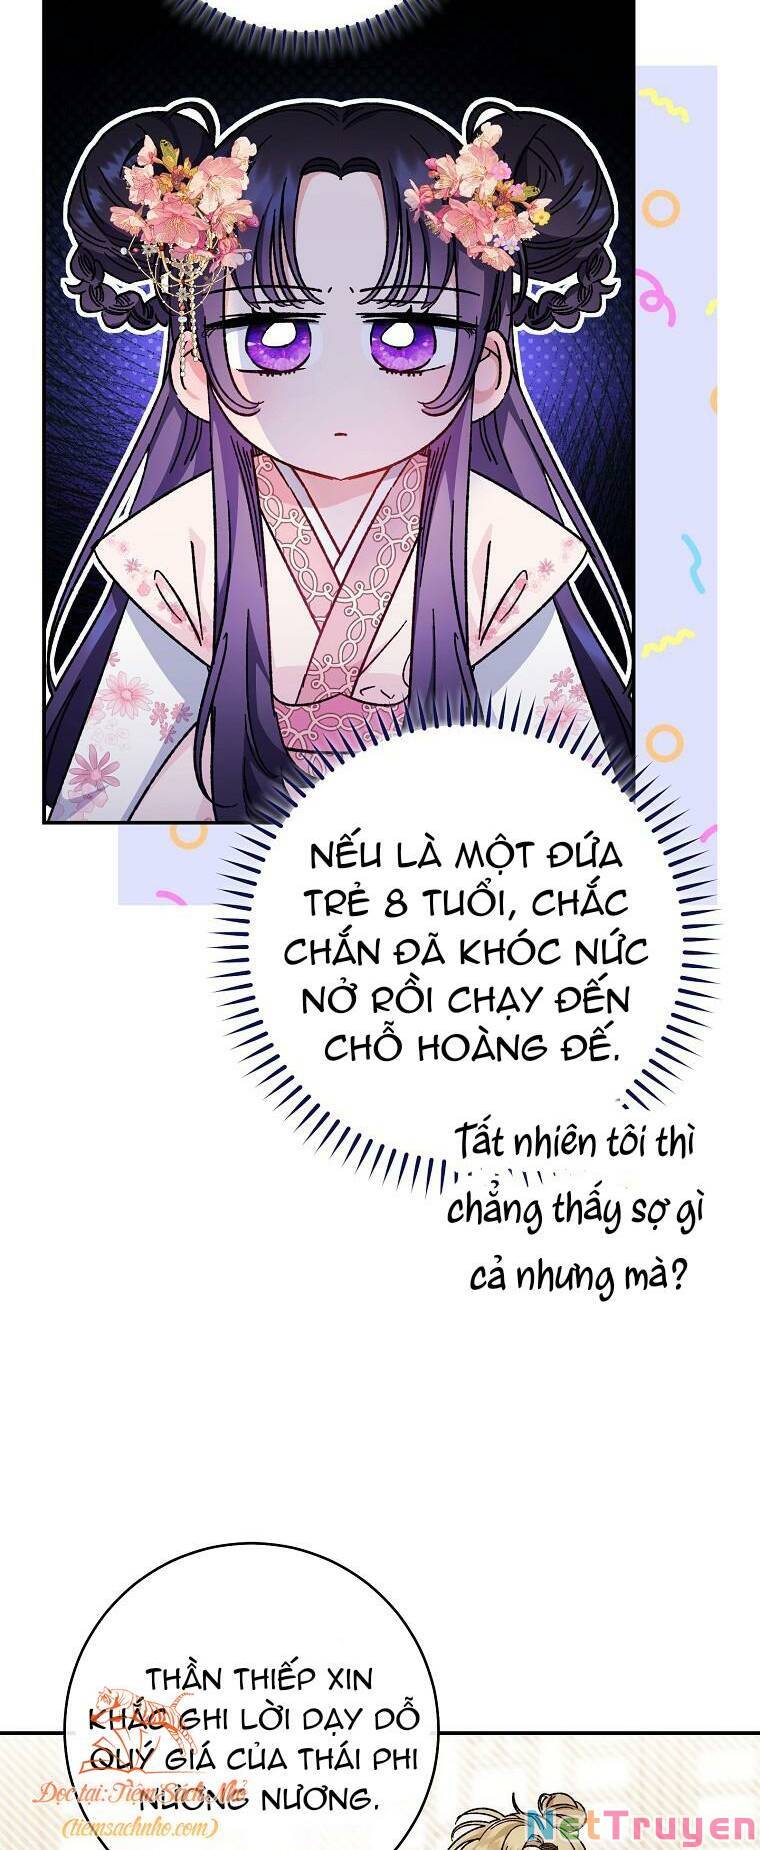 NẾU LÀ MỘT ĐỨA
TRẺ 8 TUỔI, CHẮC
CHẮN ĐÃ KHÓC NỨC
NỞ RỒI CHẠY ĐẾN
CHỖ HOÀNG ĐẾ.
Tất nhiên tôi thì
chẳng thấy sợ gì
cả nhưng mà?
THẦN THIẾP XIN
KHẮC GHI LỜI DẠY DỖ
QUÝ GIÁ CỦA THÁI PHI
NƯƠNG NƯƠNG.
Đọc tại: Tiệm Sách Nhỏ
(tiemsachnho.com)
NetTruyen